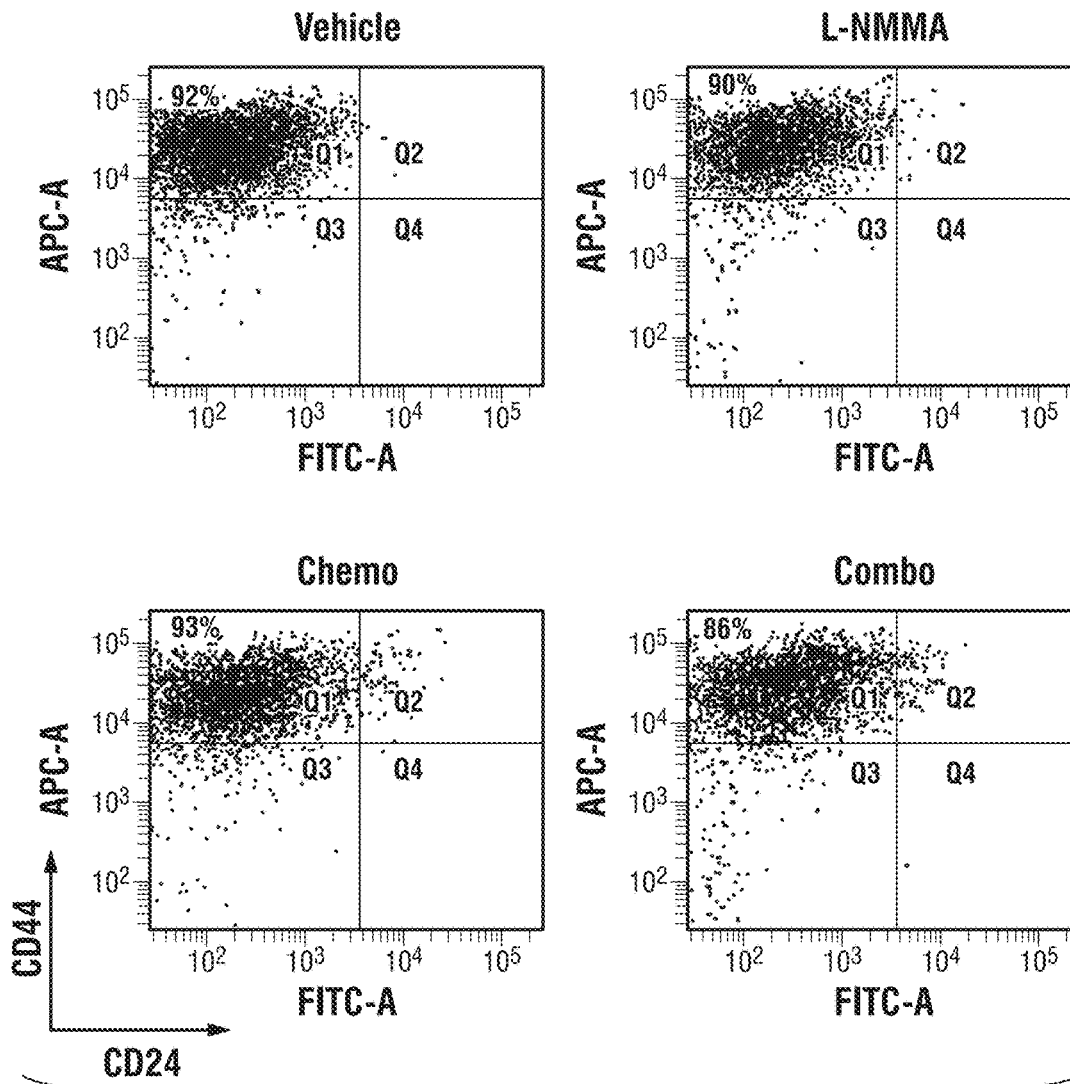 Vehicle
92%
10^5
10^4
10^3
10^2
APC-A
Q1
Q2
Q3
Q4
10^2 10^3 10^4 10^5
FITC-A
L-NMMA
90%
10^5
10^4
10^3
10^2
APC-A
Q1
Q2
Q3
Q4
10^2 10^3 10^4 10^5
FITC-A
Chemo
93%
10^5
10^4
10^3
10^2
APC-A
Q1
Q2
Q3
Q4
10^2 10^3 10^4 10^5
FITC-A
Combo
86%
10^5
10^4
10^3
10^2
APC-A
Q1
Q2
Q3
Q4
10^2 10^3 10^4 10^5
FITC-A
CD44
CD24